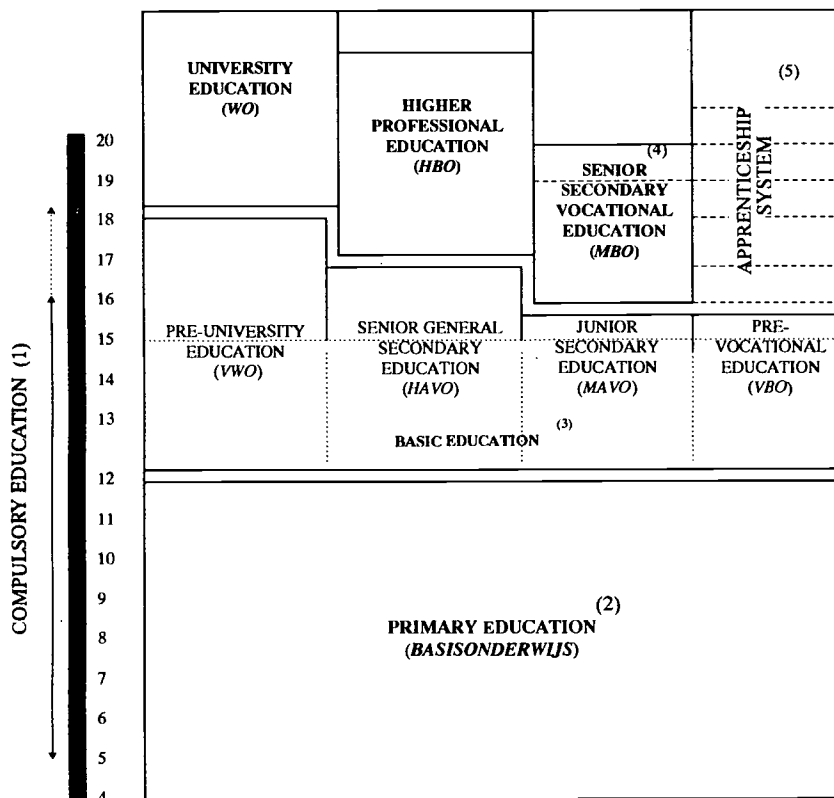 UNIVERSITY
EDUCATION
(WO)
HIGHER
PROFESSIONAL
EDUCATION
(HBO)
(4)
SENIOR
SECONDARY
VOCATIONAL
EDUCATION
(MBO)
(5)
APPRENTICESHIP
SYSTEM
20
19
18
17
16
15
14
13
12
11
10
9
8
7
6
5
4
COMPULSORY EDUCATION (1)
PRE-UNIVERSITY
EDUCATION
(VWO)
SENIOR GENERAL
SECONDARY
EDUCATION
(HAVO)
JUNIOR
SECONDARY
EDUCATION
(MAVO)
PRE-
VOCATIONAL
EDUCATION
(VBO)
BASIC EDUCATION (3)
PRIMARY EDUCATION (2)
(BASISONDERWIJS)